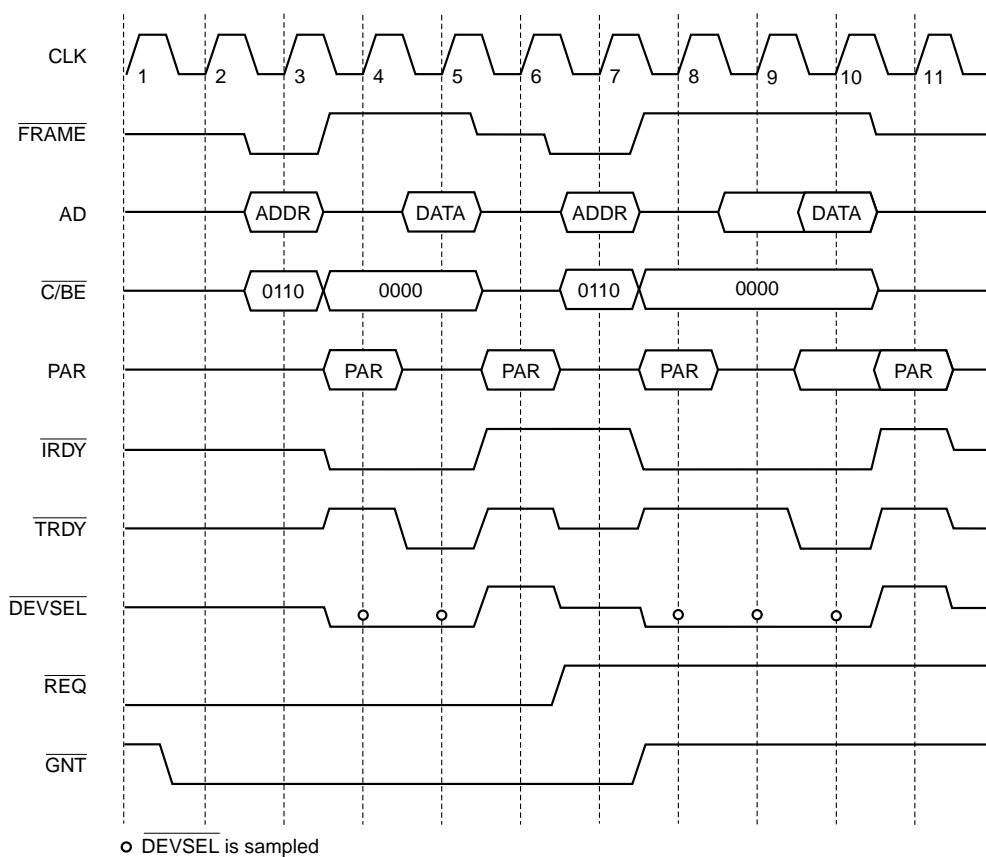 CLK
1 2 3 4 5 6 7 8 9 10 11
FRAME
AD
ADDR DATA ADDR DATA
C/BE
0110 0000 0110 0000
PAR
PAR PAR PAR PAR
IRDY
TRDY
DEVSEL
REQ
GNT
DEVSEL is sampled